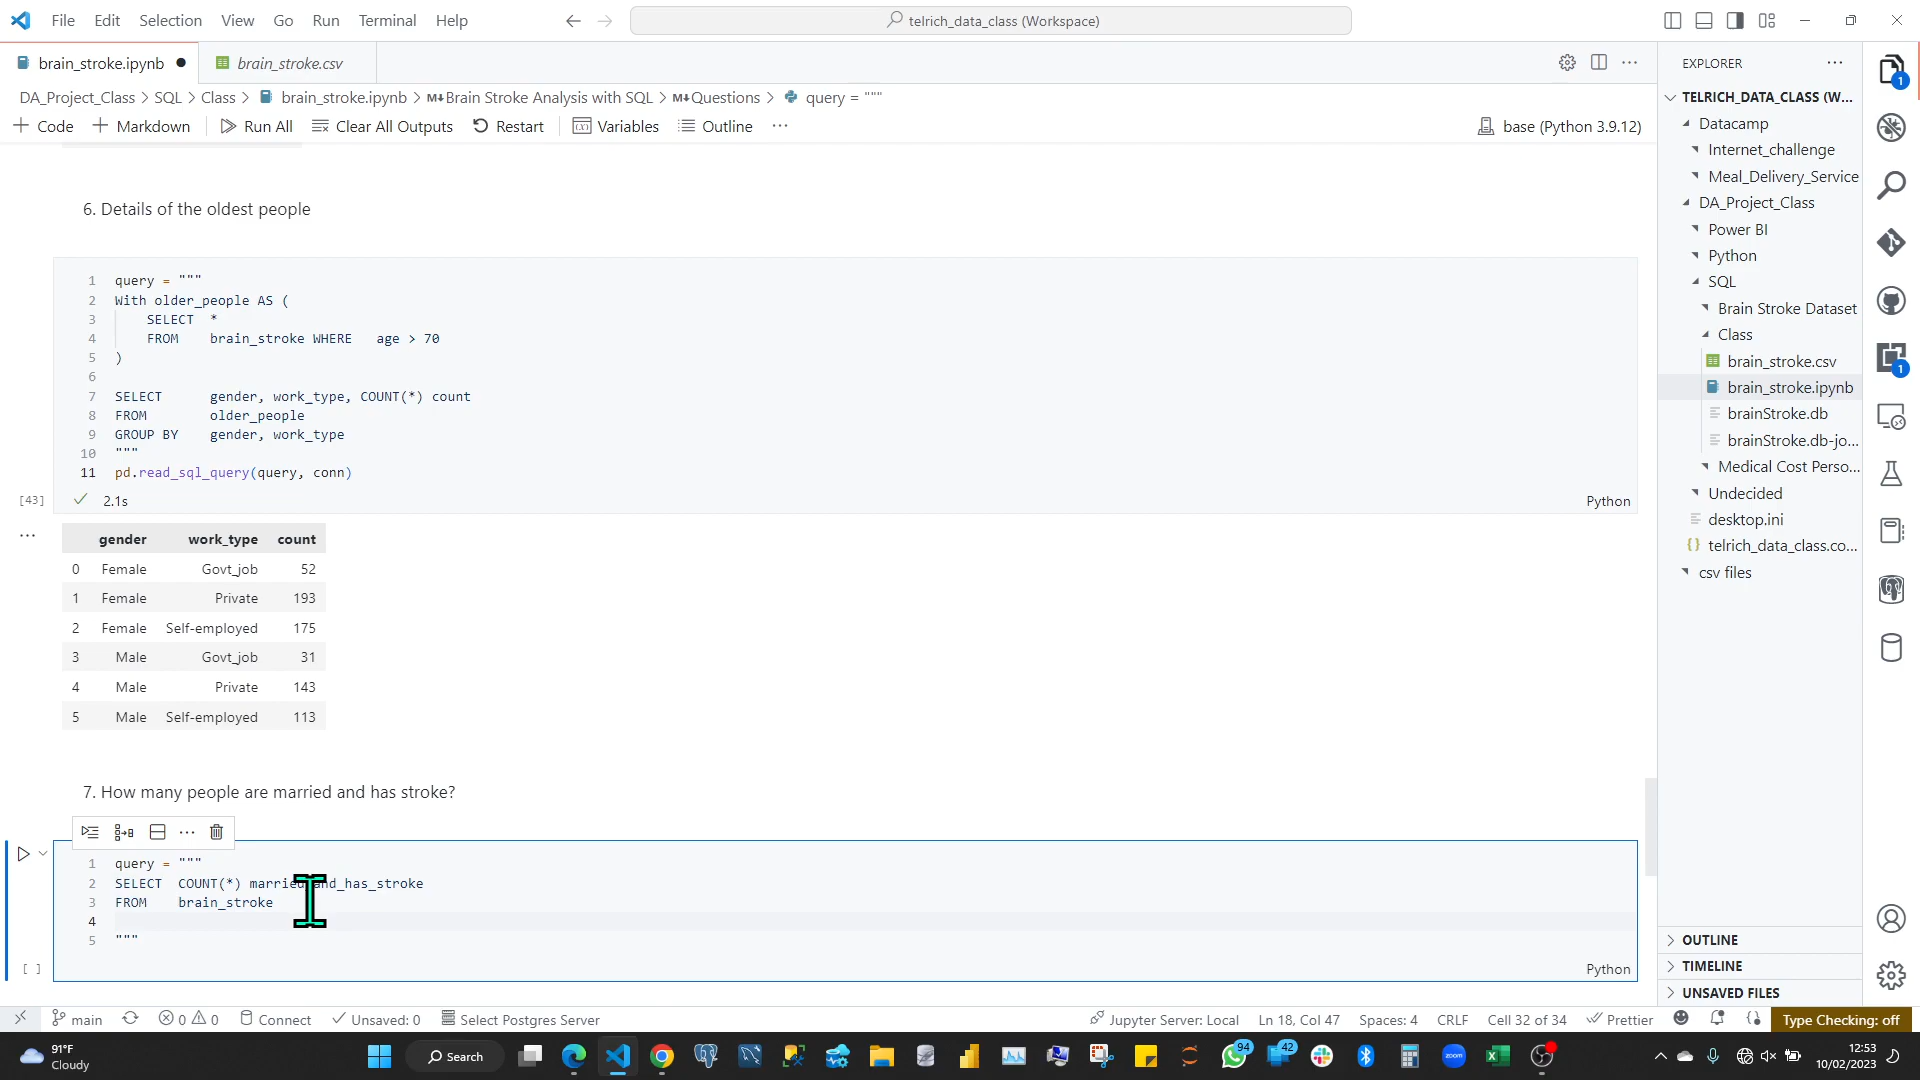 File Edit Selection View Go Run Terminal Help
telrich_data_class (Workspace)
brain_stroke.ipynb
brain_stroke.csv
DA_Project_Class > SQL > Class > brain_stroke.ipynb > M↓Brain Stroke Analysis with SQL > M↓Questions > query = """
+ Code + Markdown Run All Clear All Outputs Restart Variables Outline ...
base (Python 3.9.12)
6. Details of the oldest people
1 query = """
2 With older_people AS (
3 SELECT *
4 FROM brain_stroke WHERE age > 70
5 )
6
7 SELECT gender, work_type, COUNT(*) count
8 FROM older_people
9 GROUP BY gender, work_type
10 """
11 pd.read_sql_query(query, conn)
[43] 2.1s
Python
gender work_type count
0 Female Govt_job 52
1 Female Private 193
2 Female Self-employed 175
3 Male Govt_job 31
4 Male Private 143
5 Male Self-employed 113
7. How many people are married and has stroke?
1 query = """
2 SELECT COUNT(*) married_and_has_stroke
3 FROM brain_stroke
4
5 """
[ ]
Python
EXPLORER
TELRICH_DATA_CLASS (W...
Datacamp
Internet_challenge
Meal_Delivery_Service
DA_Project_Class
Power BI
Python
SQL
Brain Stroke Dataset
Class
brain_stroke.csv
brain_stroke.ipynb
brainStroke.db
brainStroke.db-jo...
Medical Cost Perso...
Undecided
desktop.ini
{} telrich_data_class.co...
csv files
OUTLINE
TIMELINE
UNSAVED FILES
1
1
main 0 0 Connect Unsaved: 0 Select Postgres Server
Jupyter Server: Local Ln 18, Col 47 Spaces: 4 CRLF Cell 32 of 34 Prettier Type Checking: off
91°F
Cloudy
Search
94
42
zoom
12:53
10/02/2023